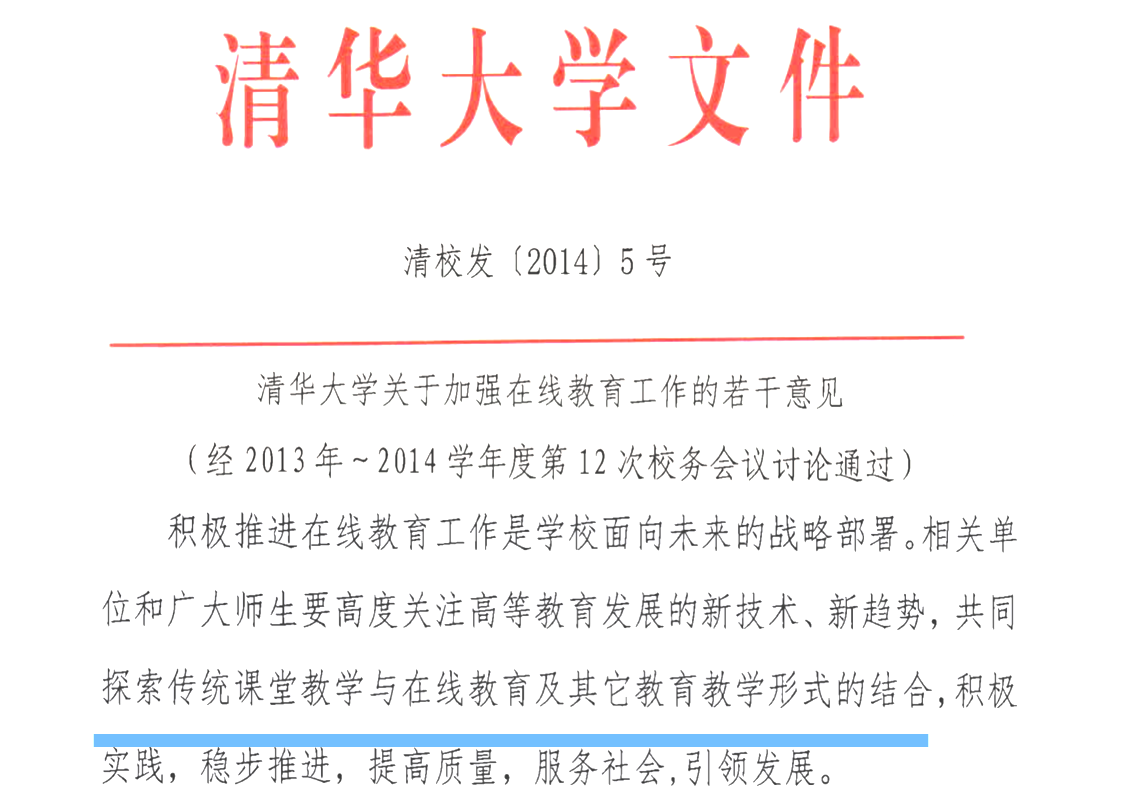 清华大学文件
清校发〔2014〕5号
清华大学关于加强在线教育工作的若干意见
（经2013年～2014学年度第12次校务会议讨论通过）
积极推进在线教育工作是学校面向未来的战略部署。相关单
位和广大师生要高度关注高等教育发展的新技术、新趋势，共同
探索传统课堂教学与在线教育及其它教育教学形式的结合，积极
实践，稳步推进，提高质量，服务社会，引领发展。